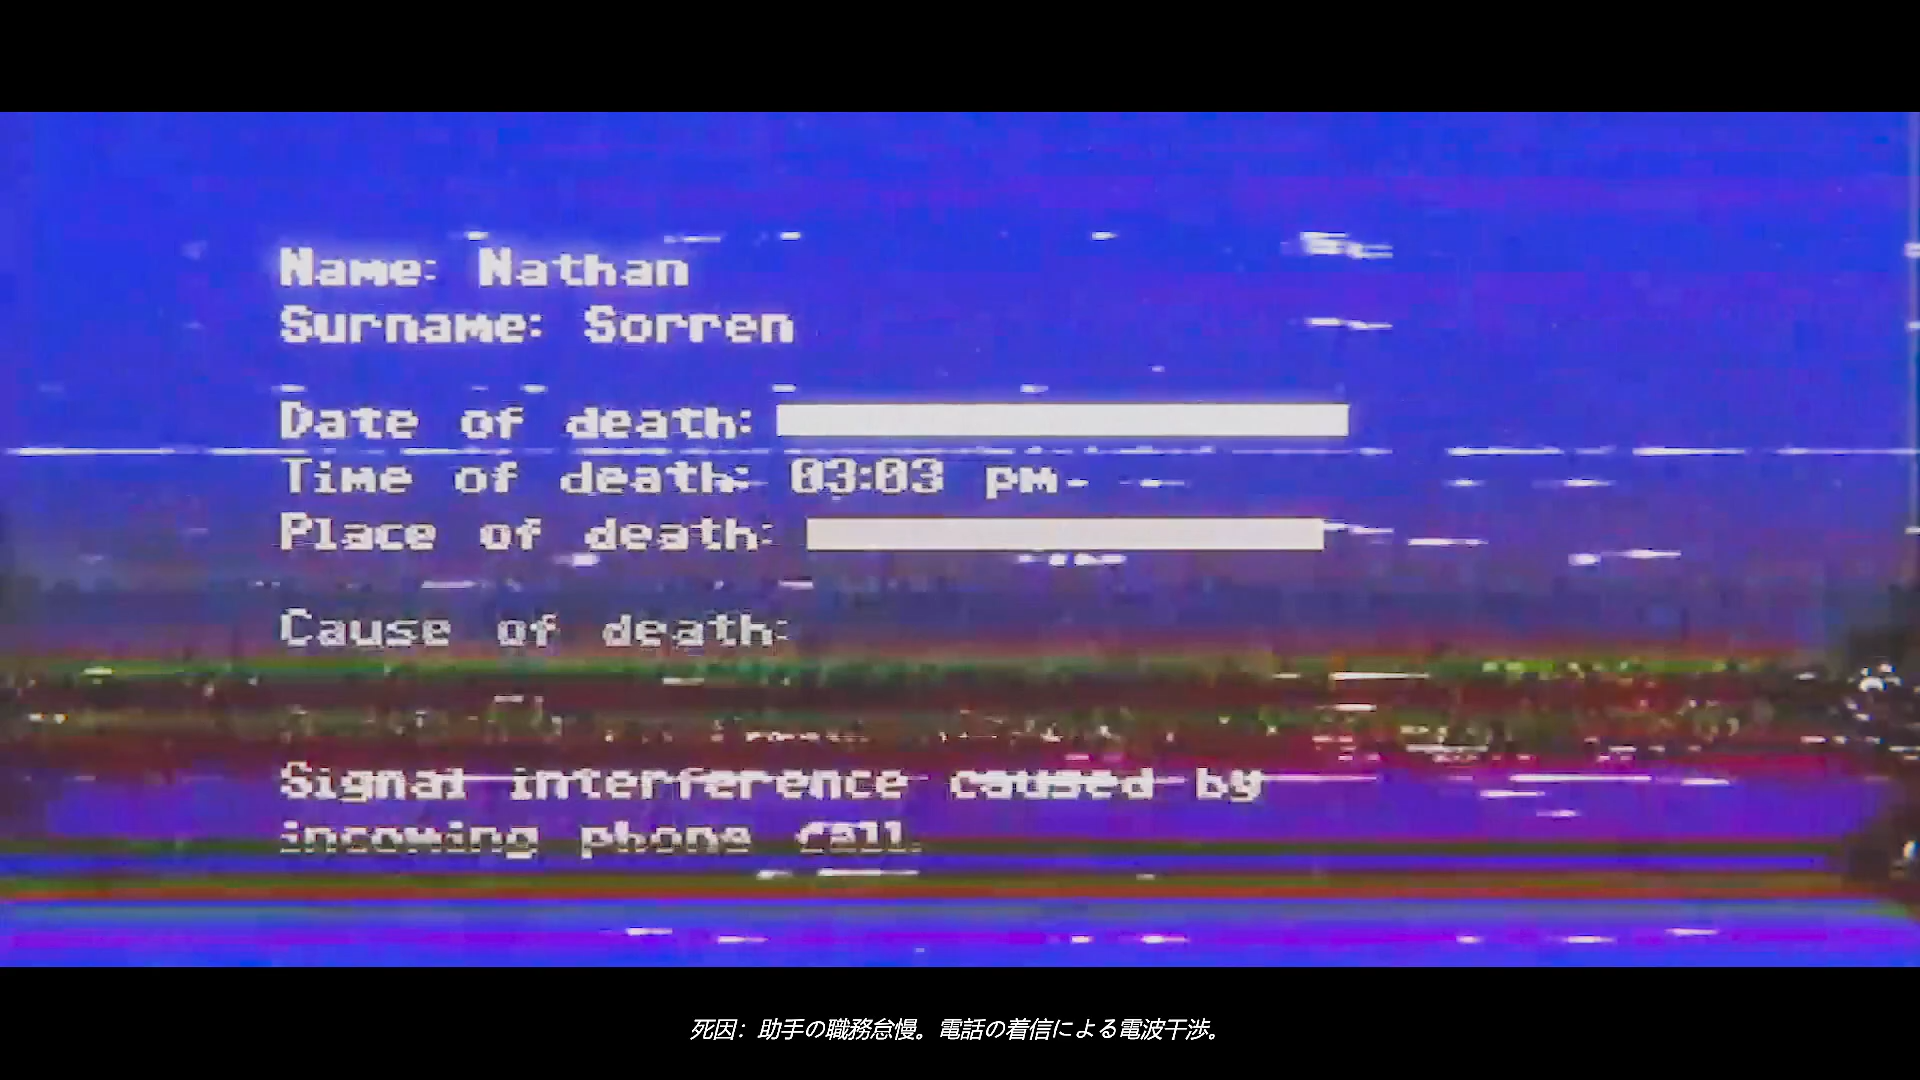 Name: Nathan
Surname: Sorren
Date of death:
Time of death: 03:03 pm
Place of death:
Cause of death:
Signal interference caused by
incoming phone call.
死因：助手の職務怠慢。電話の着信による電波干渉。